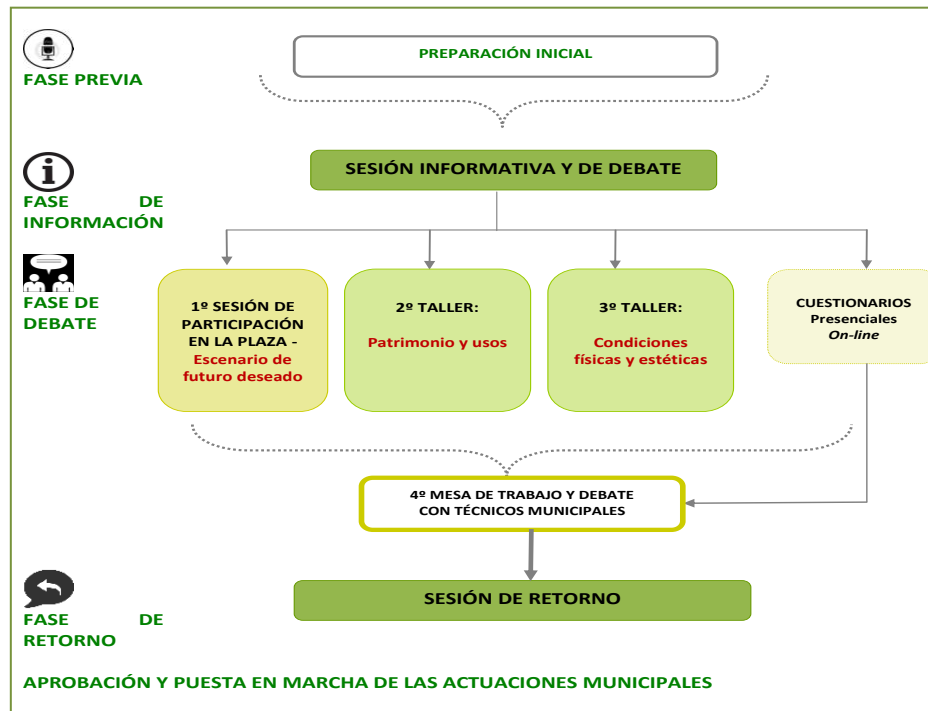 PREPARACIÓN INICIAL
FASE PREVIA
SESIÓN INFORMATIVA Y DE DEBATE
FASE DE
INFORMACIÓN
FASE DE
DEBATE
1º SESIÓN DE
PARTICIPACIÓN
EN LA PLAZA -
Escenario de
futuro deseado
2º TALLER:
Patrimonio y usos
3º TALLER:
Condiciones
físicas y estéticas
CUESTIONARIOS
Presenciales
On-line
4º MESA DE TRABAJO Y DEBATE
CON TÉCNICOS MUNICIPALES
SESIÓN DE RETORNO
FASE DE
RETORNO
APROBACIÓN Y PUESTA EN MARCHA DE LAS ACTUACIONES MUNICIPALES